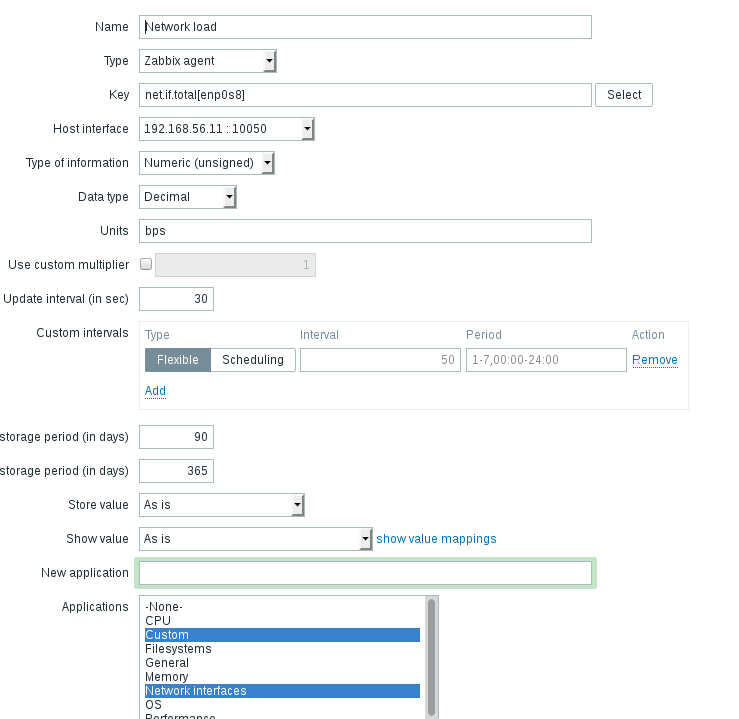 Name Network load
Type Zabbix agent
Key net.if.total[enp0s8] Select
Host interface 192.168.56.11 : 10050
Type of information Numeric (unsigned)
Data type Decimal
Units bps
Use custom multiplier 1
Update interval (in sec) 30
Custom intervals Type Interval Period Action
Flexible Scheduling 50 1-7,00:00-24:00 Remove
Add
storage period (in days) 90
storage period (in days) 365
Store value As is
Show value As is show value mappings
New application
Applications -None-
CPU
Custom
Filesystems
General
Memory
Network interfaces
OS
Performance